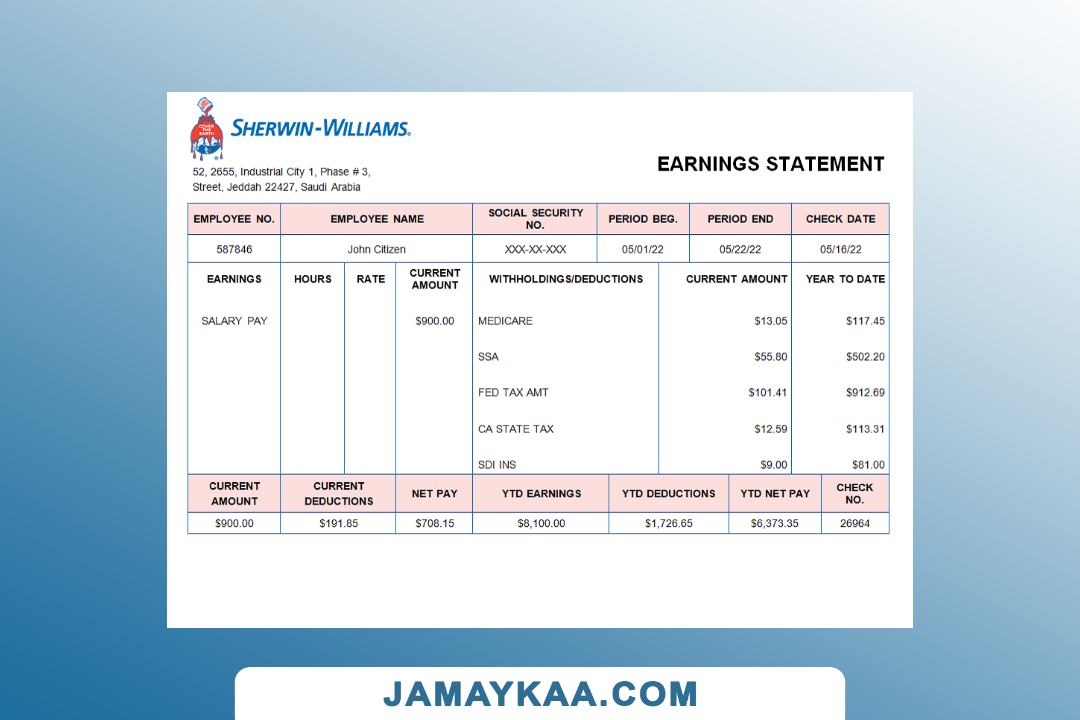 COVER
THE
EARTH
SHERWIN-WILLIAMS.
52, 2655, Industrial City 1, Phase # 3,
Street, Jeddah 22427, Saudi Arabia
EARNINGS STATEMENT
EMPLOYEE NO. EMPLOYEE NAME SOCIAL SECURITY NO. PERIOD BEG. PERIOD END CHECK DATE
587846 John Citizen XXX-XX-XXX 05/01/22 05/22/22 05/16/22
EARNINGS HOURS RATE CURRENT AMOUNT WITHHOLDINGS/DEDUCTIONS CURRENT AMOUNT YEAR TO DATE
SALARY PAY $900.00 MEDICARE $13.05 $117.45
SSA $55.80 $502.20
FED TAX AMT $101.41 $912.69
CA STATE TAX $12.59 $113.31
SDI INS $9.00 $81.00
CURRENT AMOUNT CURRENT DEDUCTIONS NET PAY YTD EARNINGS YTD DEDUCTIONS YTD NET PAY CHECK NO.
$900.00 $191.85 $708.15 $8,100.00 $1,726.65 $6,373.35 26964
JAMAYKAA.COM